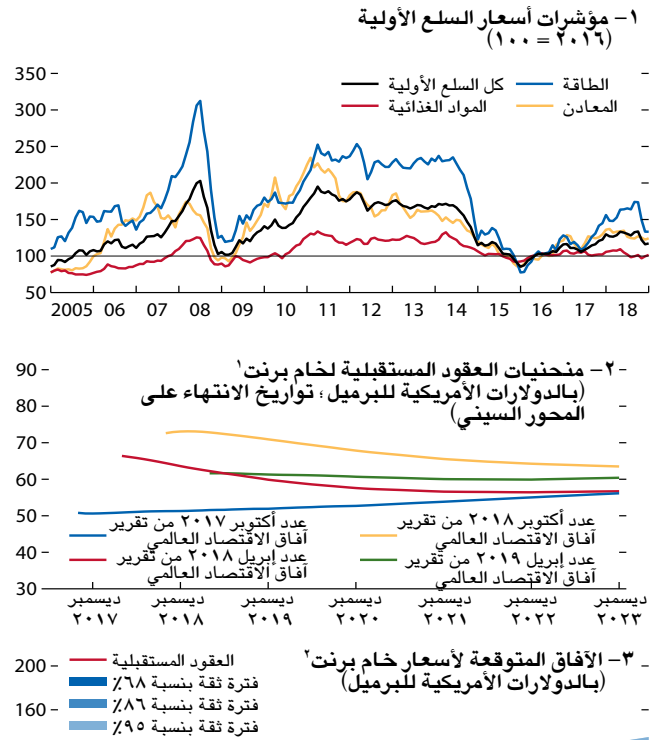 ١– مؤشرات أسعار السلع الأولية
(٢٠١٦ = ١٠٠)
350
300
250
200
150
100
50
الطاقة
كل السلع الأولية
المعادن
المواد الغذائية
2005 06 07 08 09 10 11 12 13 14 15 16 17 18
٢– منحنيات العقود المستقبلية لخام برنت١
(بالدولارات الأمريكية للبرميل؛ تواريخ الانتهاء على
المحور السيني)
90
80
70
60
50
40
30
عدد أكتوبر ٢٠١٧ من تقرير
آفاق الاقتصاد العالمي
عدد إبريل ٢٠١٨ من تقرير
آفاق الاقتصاد العالمي
عدد أكتوبر ٢٠١٨ من تقرير
آفاق الاقتصاد العالمي
عدد إبريل ٢٠١٩ من تقرير
آفاق الاقتصاد العالمي
ديسمبر ديسمبر ديسمبر ديسمبر ديسمبر ديسمبر ديسمبر
٢٠١٧ ٢٠١٨ ٢٠١٩ ٢٠٢٠ ٢٠٢١ ٢٠٢٢ ٢٠٢٣
٣– الآفاق المتوقعة لأسعار خام برنت٢
(بالدولارات الأمريكية للبرميل)
200
160
العقود المستقبلية
فترة ثقة بنسبة ٦٨٪
فترة ثقة بنسبة ٨٦٪
فترة ثقة بنسبة ٩٥٪